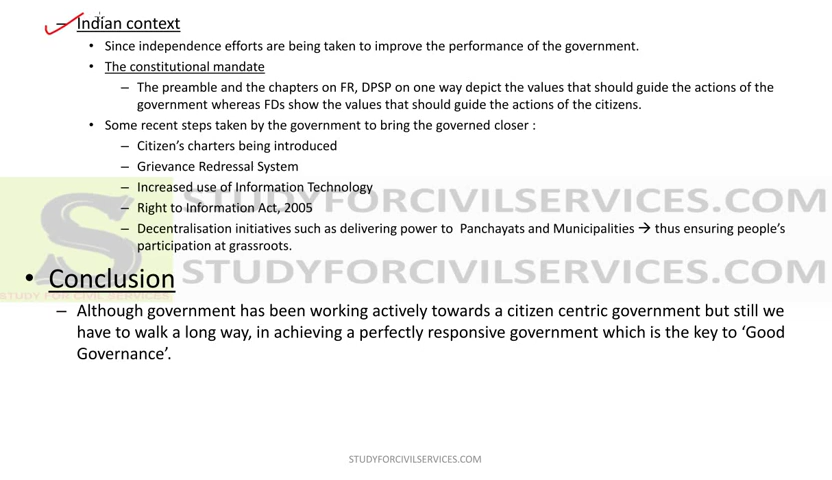 – Indian context
• Since independence efforts are being taken to improve the performance of the government.
• The constitutional mandate
– The preamble and the chapters on FR, DPSP on one way depict the values that should guide the actions of the
government whereas FDs show the values that should guide the actions of the citizens.
• Some recent steps taken by the government to bring the governed closer :
– Citizen’s charters being introduced
– Grievance Redressal System
– Increased use of Information Technology
STUDYFORCIVILSERVICES.COM
– Right to Information Act, 2005
– Decentralisation initiatives such as delivering power to Panchayats and Municipalities → thus ensuring people’s
participation at grassroots.
• Conclusion
STUDYFORCIVILSERVICES.COM
STUDY FOR CIVIL SERVICES
– Although government has been working actively towards a citizen centric government but still we
have to walk a long way, in achieving a perfectly responsive government which is the key to ‘Good
Governance’.
STUDYFORCIVILSERVICES.COM